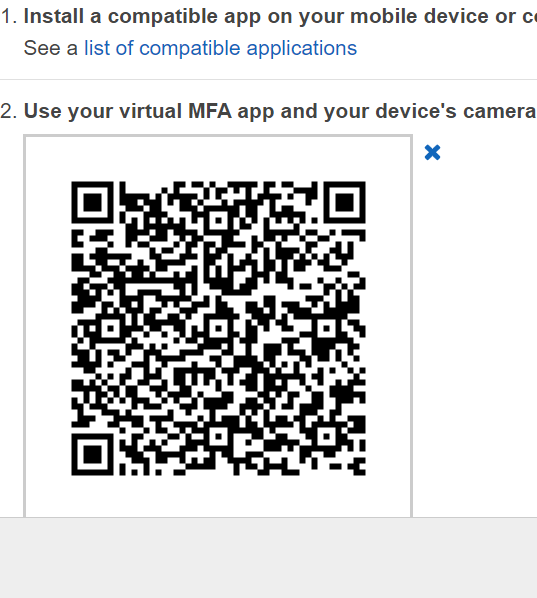 1. Install a compatible app on your mobile device or c
See a list of compatible applications
2. Use your virtual MFA app and your device's camera